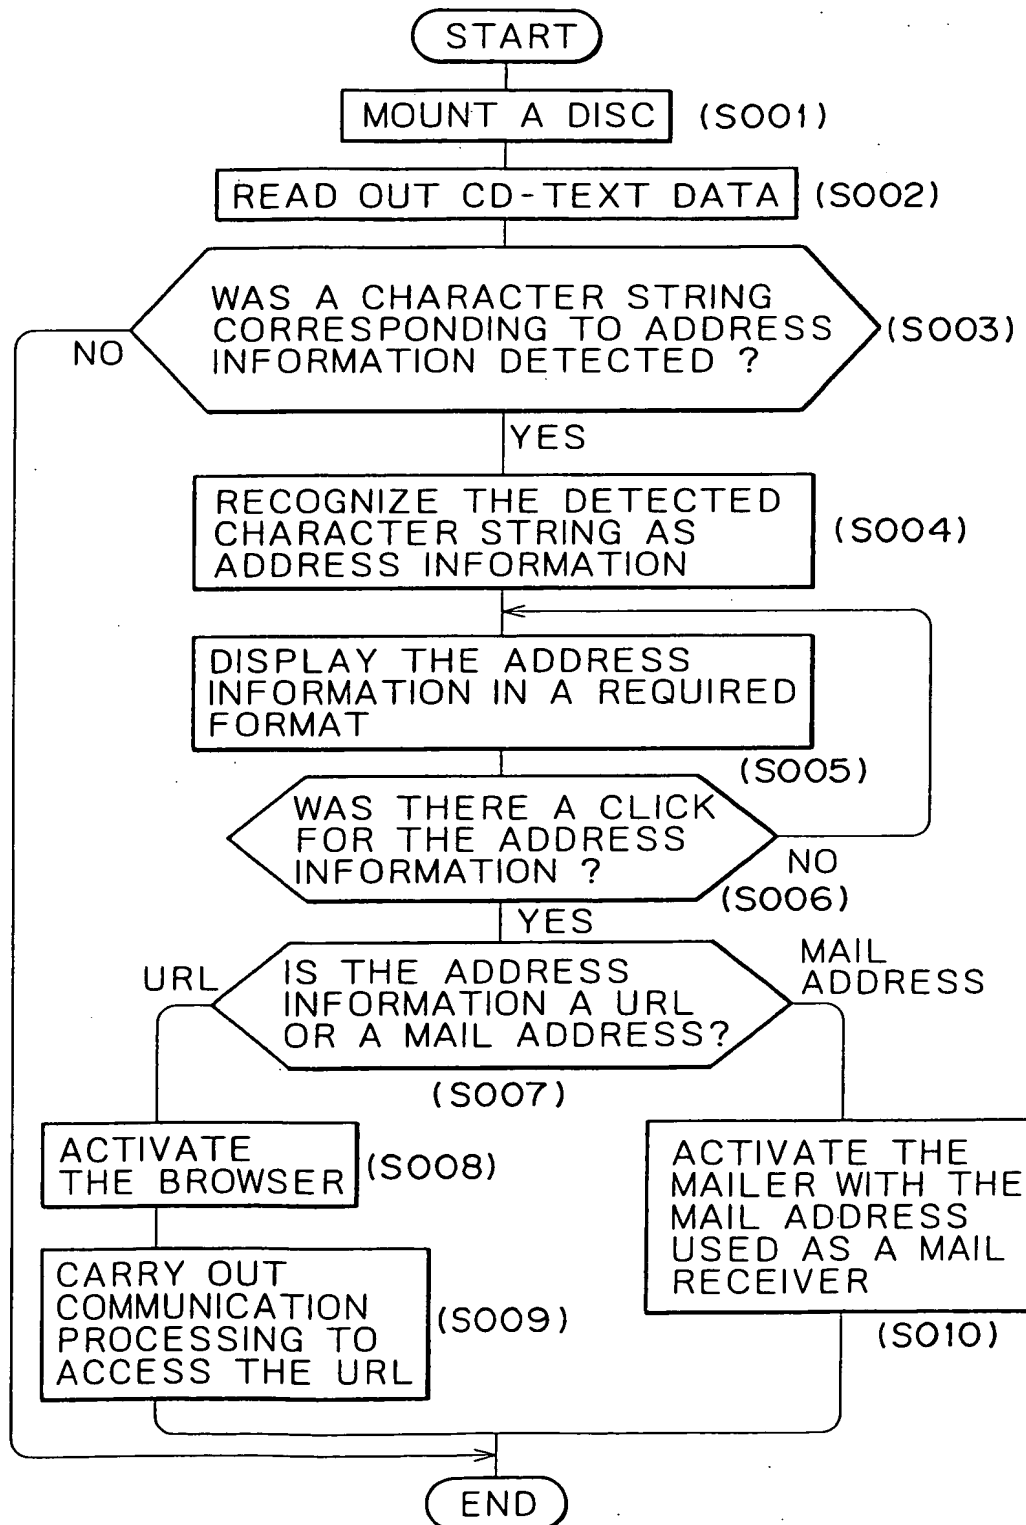 START
MOUNT A DISC (S001)
READ OUT CD-TEXT DATA (S002)
WAS A CHARACTER STRING
CORRESPONDING TO ADDRESS
INFORMATION DETECTED ?
(S003)
NO
YES
RECOGNIZE THE DETECTED
CHARACTER STRING AS
ADDRESS INFORMATION
(S004)
DISPLAY THE ADDRESS
INFORMATION IN A REQUIRED
FORMAT
(S005)
WAS THERE A CLICK
FOR THE ADDRESS
INFORMATION ?
NO
(S006)
YES
URL
IS THE ADDRESS
INFORMATION A URL
OR A MAIL ADDRESS?
MAIL
ADDRESS
(S007)
ACTIVATE
THE BROWSER
(S008)
CARRY OUT
COMMUNICATION
PROCESSING TO
ACCESS THE URL
(S009)
ACTIVATE THE
MAILER WITH THE
MAIL ADDRESS
USED AS A MAIL
RECEIVER
(S010)
END